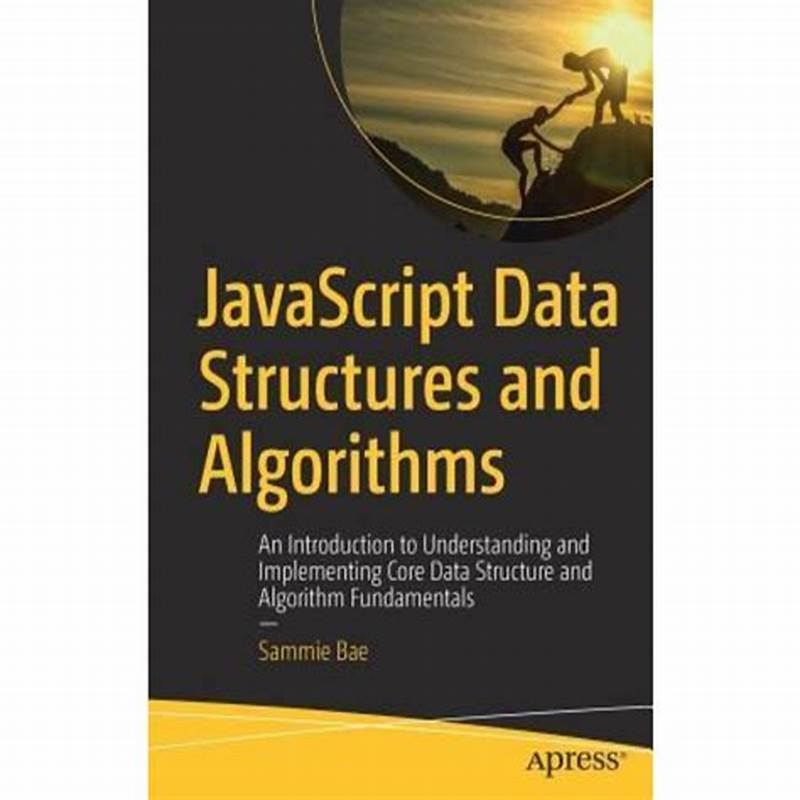 JavaScript Data
Structures and
Algorithms
An Introduction to Understanding and
Implementing Core Data Structure and
Algorithm Fundamentals
—
Sammie Bae
Apress®